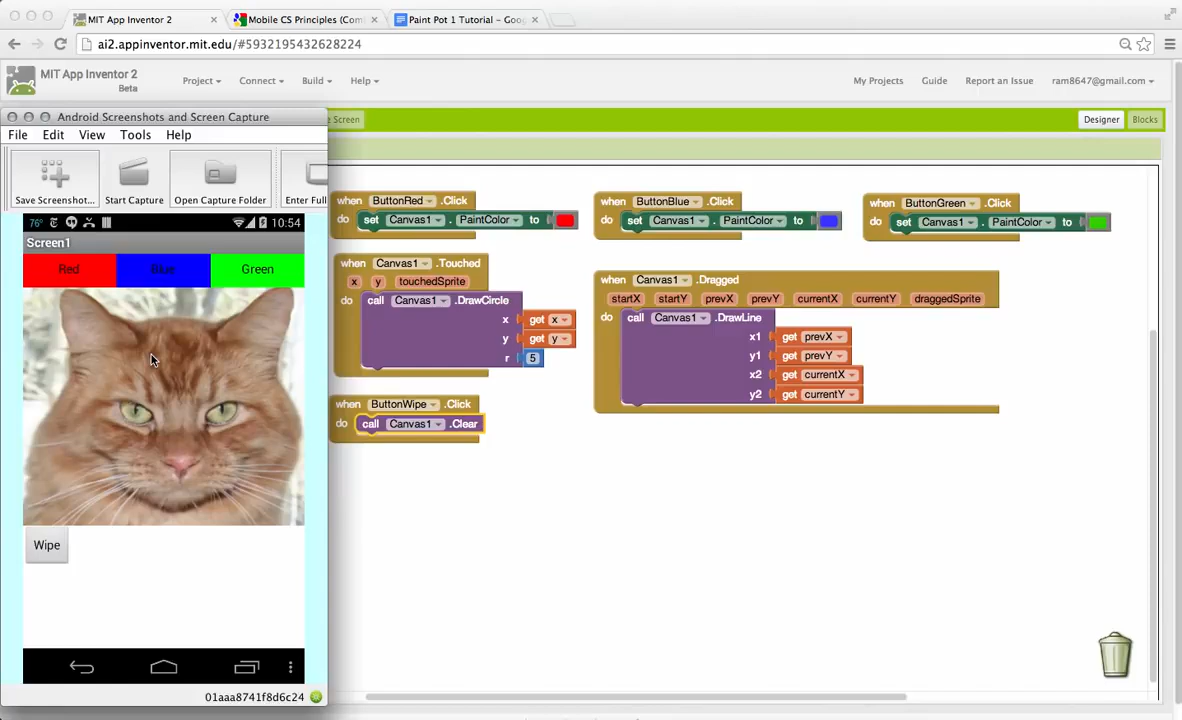 MIT App Inventor 2
Mobile CS Principles (Com
Paint Pot 1 Tutorial – Goo
ai2.appinventor.mit.edu/#5932195432628224
MIT App Inventor 2
Beta
Project
Connect
Build
Help
My Projects
Guide
Report an Issue
ram8647@gmail.com
Screen
Designer
Blocks
Android Screenshots and Screen Capture
File Edit View Tools Help
Save Screenshot... Start Capture Open Capture Folder Enter Full
76° 10:54
Screen1
Red Blue Green
Wipe
01aaa8741f8d6c24
when ButtonRed .Click
do set Canvas1 . PaintColor to
when ButtonBlue .Click
do set Canvas1 . PaintColor to
when ButtonGreen .Click
do set Canvas1 . PaintColor to
when Canvas1 .Touched
x y touchedSprite
do call Canvas1 .DrawCircle
x get x
y get y
r 5
when Canvas1 .Dragged
startX startY prevX prevY currentX currentY draggedSprite
do call Canvas1 .DrawLine
x1 get prevX
y1 get prevY
x2 get currentX
y2 get currentY
when ButtonWipe .Click
do call Canvas1 .Clear